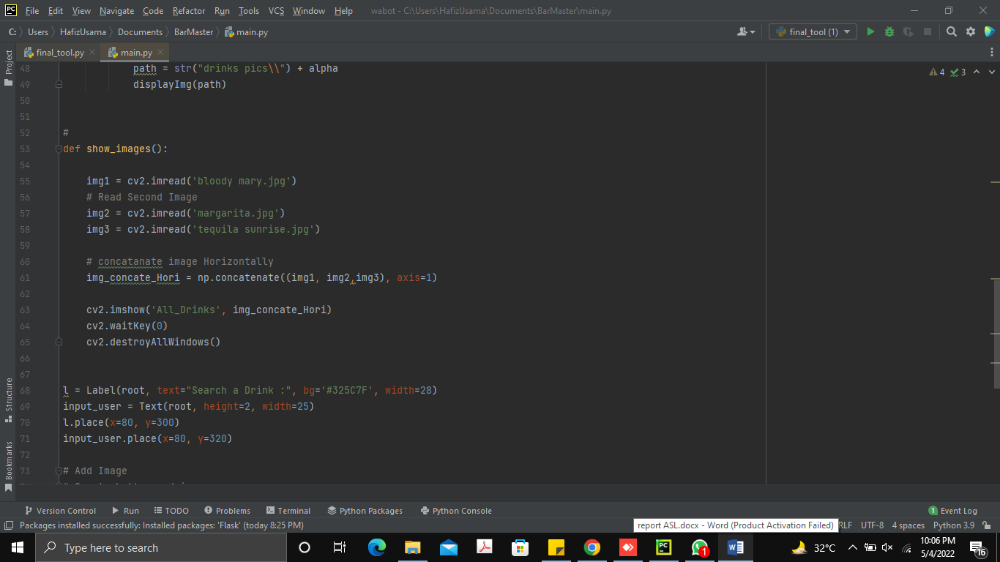 PC File Edit View Navigate Code Refactor Run Tools VCS Window Help wabot - C:\Users\HafizUsama\Documents\BarMaster\main.py
C: Users HafizUsama Documents BarMaster main.py final_tool (1)
Project final_tool.py main.py
48 path = str("drinks pics\\") + alpha 4 3
49 displayImg(path)
50
51
52 #
53 def show_images():
54
55 img1 = cv2.imread('bloody mary.jpg')
56 # Read Second Image
57 img2 = cv2.imread('margarita.jpg')
58 img3 = cv2.imread('tequila sunrise.jpg')
59
60 # concatanate image Horizontally
61 img_concate_Hori = np.concatenate((img1, img2,img3), axis=1)
62
63 cv2.imshow('All_Drinks', img_concate_Hori)
64 cv2.waitKey(0)
65 cv2.destroyAllWindows()
66
67
68 l = Label(root, text="Search a Drink :", bg='#325C7F', width=28)
69 input_user = Text(root, height=2, width=25)
70 l.place(x=80, y=300)
71 input_user.place(x=80, y=320)
72
73 # Add Image
Structure
Bookmarks
Version Control Run TODO Problems Terminal Python Packages Python Console 1 Event Log
Packages installed successfully: Installed packages: 'Flask' (today 8:25 PM) report ASL.docx - Word (Product Activation Failed) RLF UTF-8 4 spaces Python 3.9
Type here to search PC 1 W 32°C 10:06 PM
5/4/2022 16